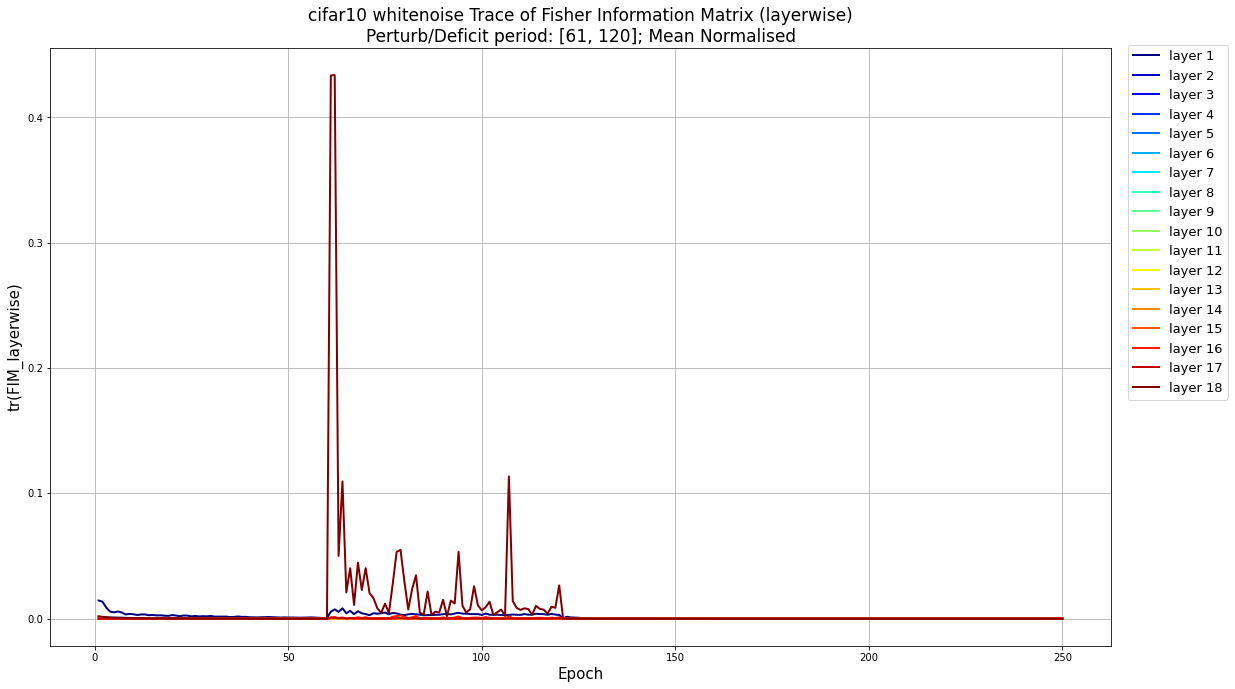 cifar10 whitenoise Trace of Fisher Information Matrix (layerwise)
Perturb/Deficit period: [61, 120]; Mean Normalised
tr(FIM_layerwise)
0.4
0.3
0.2
0.1
0.0
0
50
100
150
200
250
Epoch
layer 1
layer 2
layer 3
layer 4
layer 5
layer 6
layer 7
layer 8
layer 9
layer 10
layer 11
layer 12
layer 13
layer 14
layer 15
layer 16
layer 17
layer 18